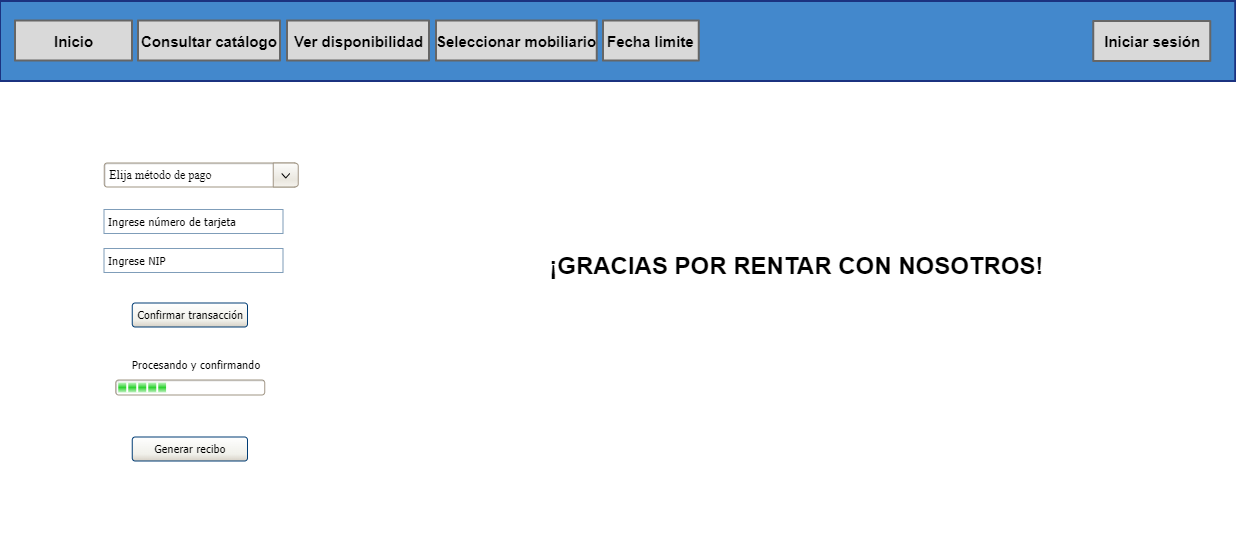 Inicio
Consultar catálogo
Ver disponibilidad
Seleccionar mobiliario
Fecha limite
Iniciar sesión
Elija método de pago
Ingrese número de tarjeta
Ingrese NIP
¡GRACIAS POR RENTAR CON NOSOTROS!
Confirmar transacción
Procesando y confirmando
Generar recibo